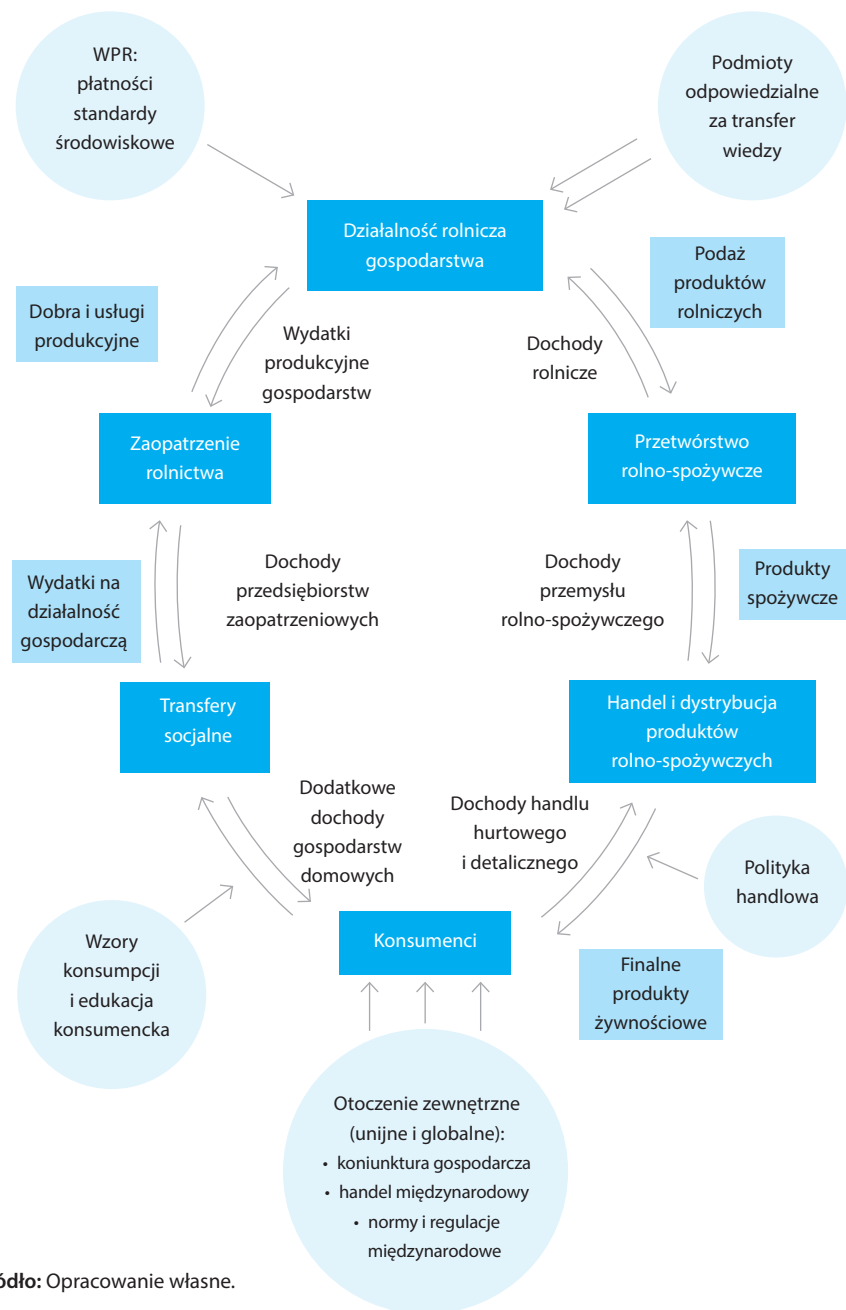 WPR:
płatności
standardy
środowiskowe
Podmioty
odpowiedzialne
za transfer
wiedzy
Działalność rolnicza
gospodarstwa
Podaż
produktów
rolniczych
Dobra i usługi
produkcyjne
Wydatki
produkcyjne
gospodarstw
Dochody
rolnicze
Zaopatrzenie
rolnictwa
Przetwórstwo
rolno-spożywcze
Wydatki na
działalność
gospodarczą
Dochody
przedsiębiorstw
zaopatrzeniowych
Dochody
przemysłu
rolno-spożywczego
Produkty
spożywcze
Transfery
socjalne
Handel i dystrybucja
produktów
rolno-spożywczych
Dodatkowe
dochody
gospodarstw
domowych
Dochody handlu
hurtowego
i detalicznego
Polityka
handlowa
Wzory
konsumpcji
i edukacja
konsumencka
Konsumenci
Finalne
produkty
żywnościowe
Otoczenie zewnętrzne
(unijne i globalne):
• koniunktura gospodarcza
• handel międzynarodowy
• normy i regulacje
międzynarodowe
ódło: Opracowanie własne.